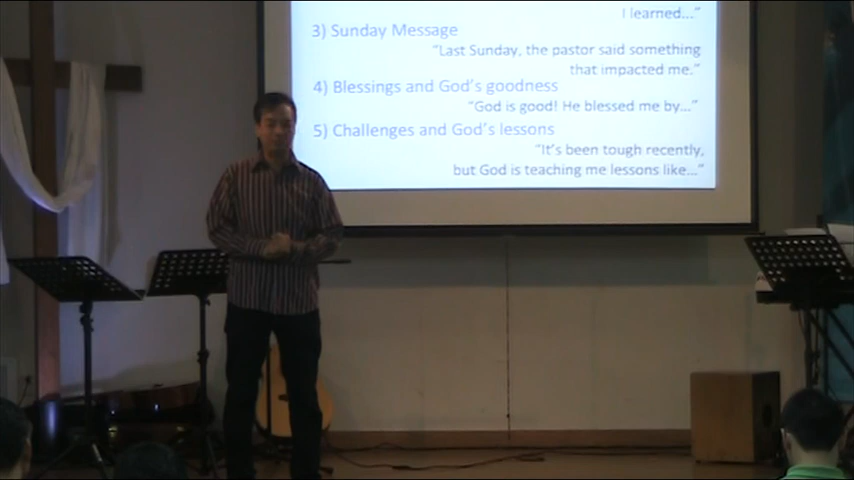 I learned...”
3) Sunday Message
“Last Sunday, the pastor said something
that impacted me.”
4) Blessings and God’s goodness
“God is good! He blessed me by...”
5) Challenges and God’s lessons
“It’s been tough recently,
but God is teaching me lessons like...”